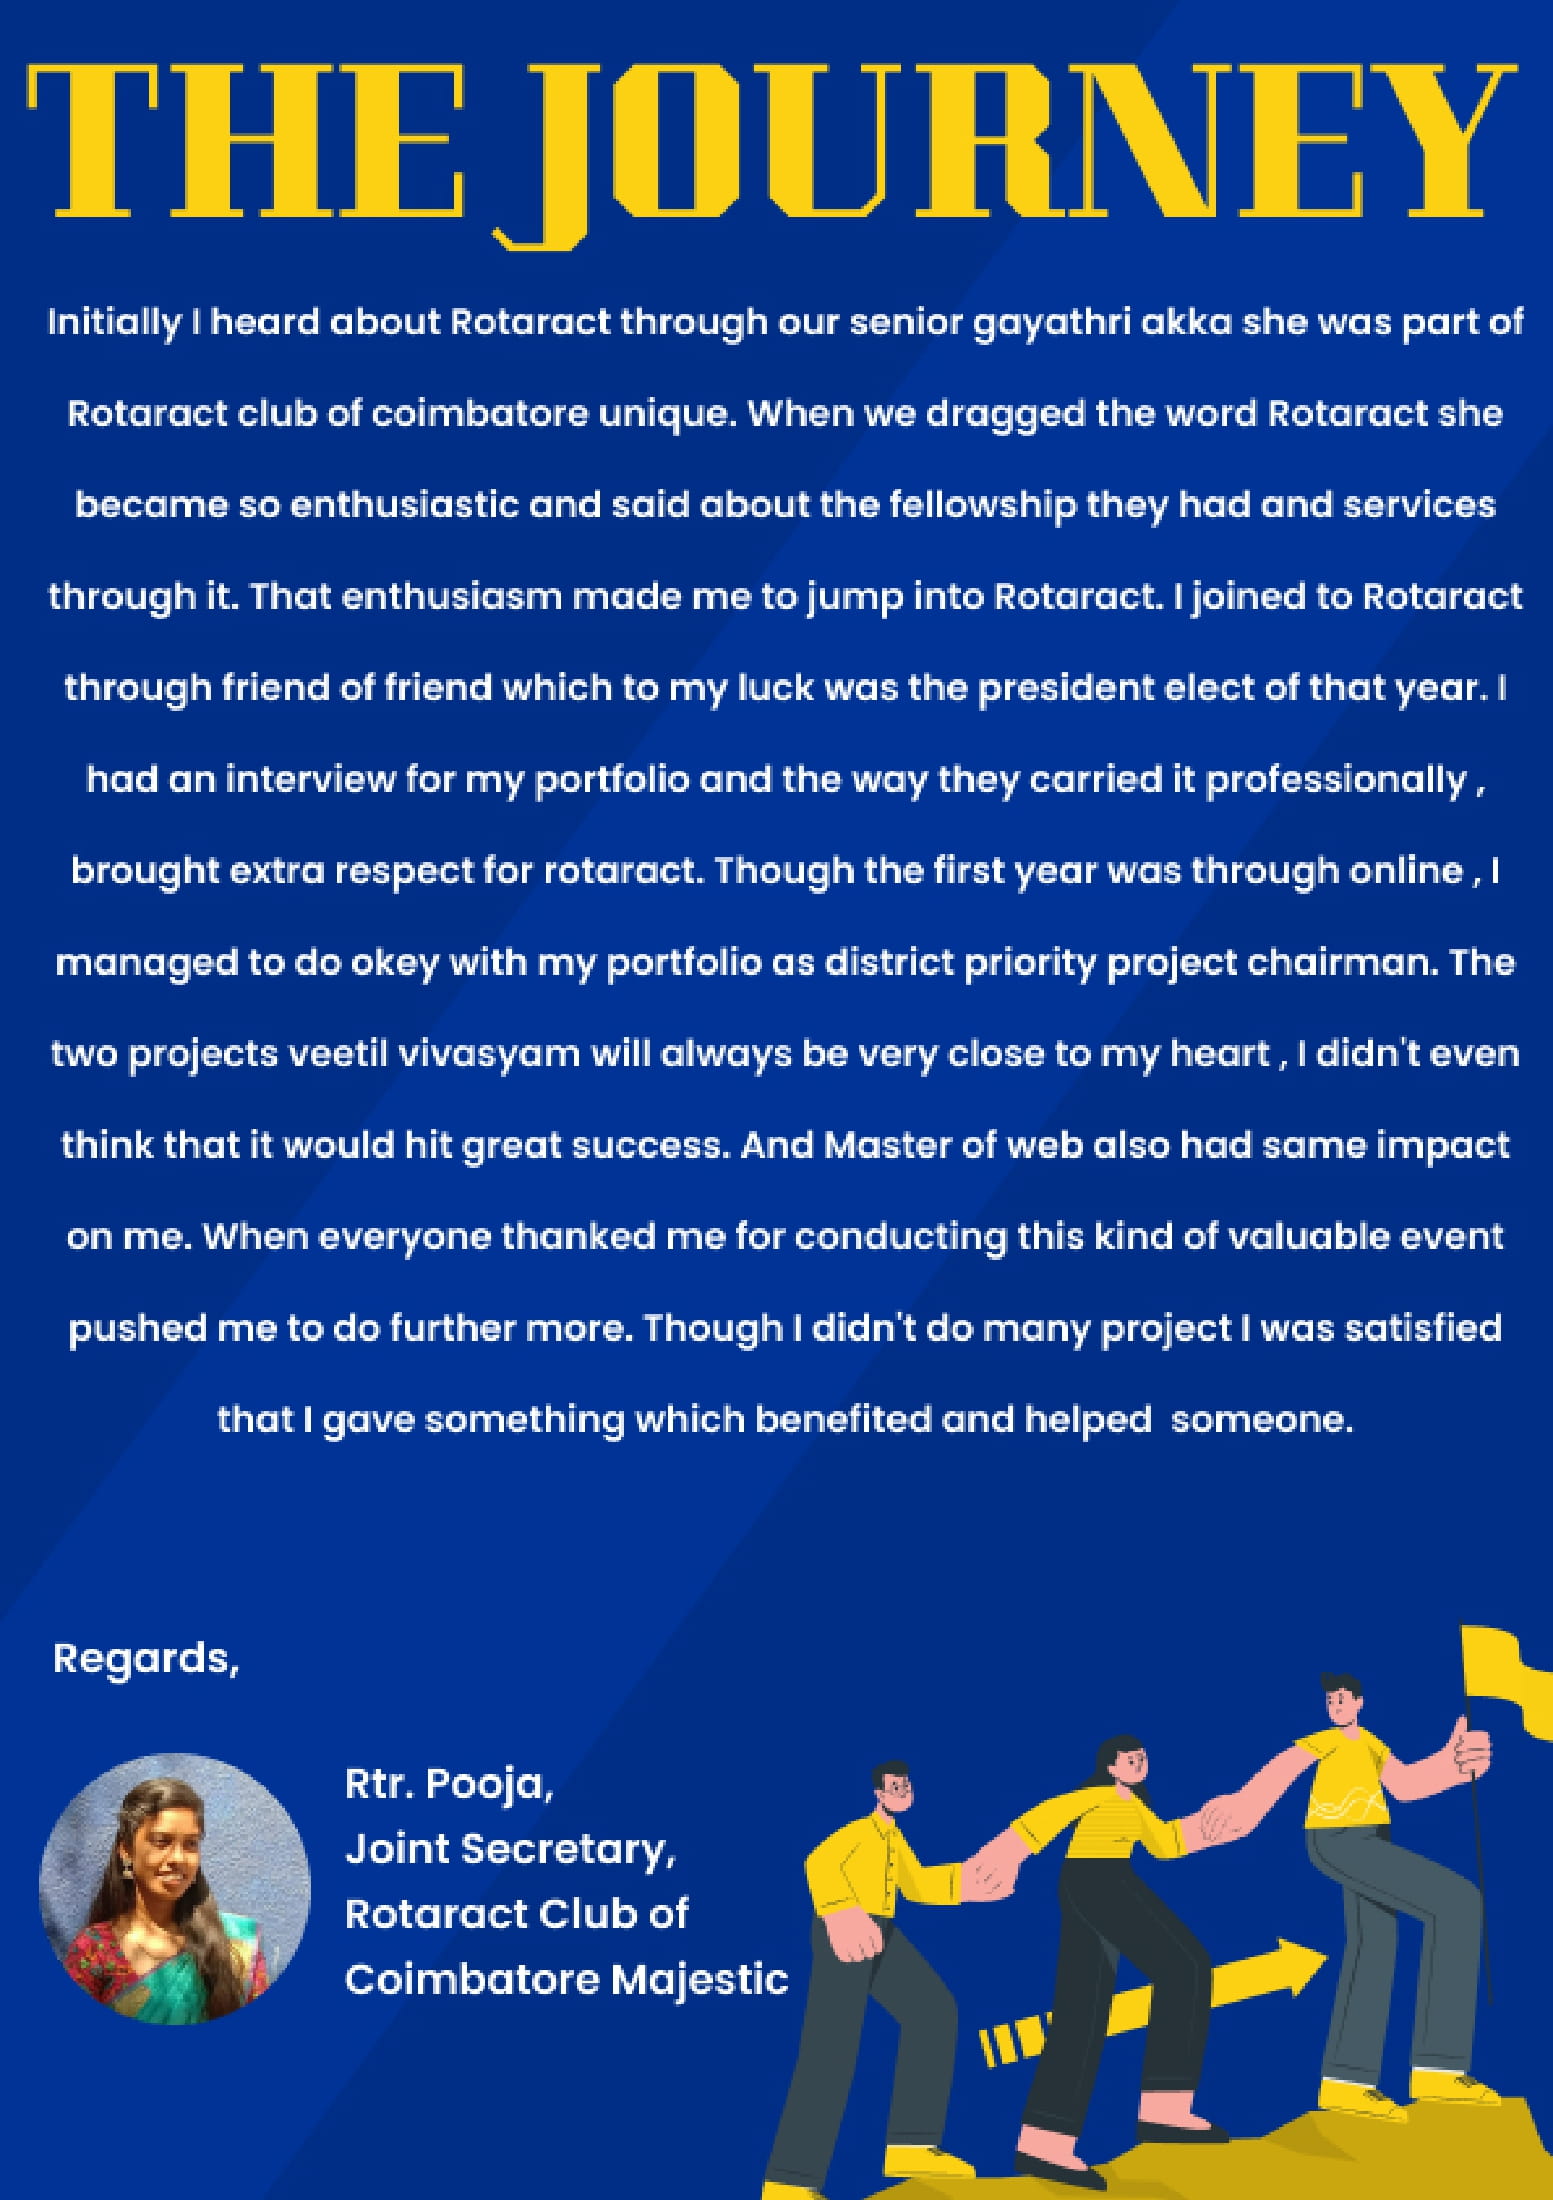 THE JOURNEY
Initially I heard about Rotaract through our senior gayathri akka she was part of
Rotaract club of coimbatore unique. When we dragged the word Rotaract she
became so enthusiastic and said about the fellowship they had and services
through it. That enthusiasm made me to jump into Rotaract. I joined to Rotaract
through friend of friend which to my luck was the president elect of that year. I
had an interview for my portfolio and the way they carried it professionally ,
brought extra respect for rotaract. Though the first year was through online , I
managed to do okey with my portfolio as district priority project chairman. The
two projects veetil vivasyam will always be very close to my heart , I didn't even
think that it would hit great success. And Master of web also had same impact
on me. When everyone thanked me for conducting this kind of valuable event
pushed me to do further more. Though I didn't do many project I was satisfied
that I gave something which benefited and helped  someone.
Regards,
Rtr. Pooja,
Joint Secretary,
Rotaract Club of
Coimbatore Majestic